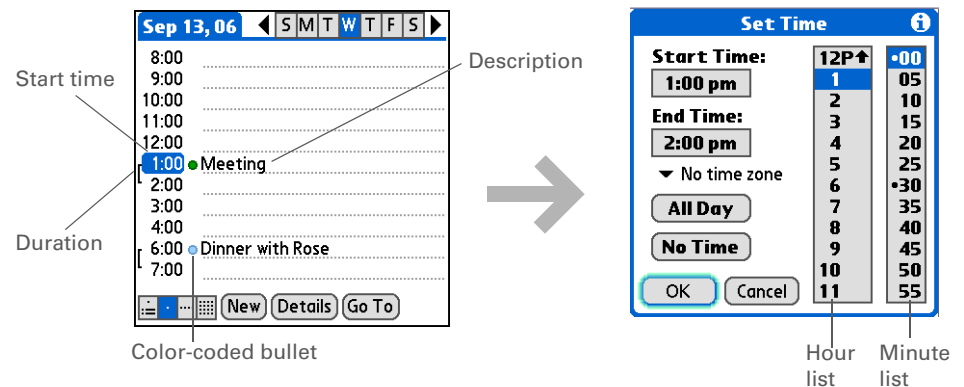 Sep 13, 06 S M T W T F S
8:00
9:00
10:00
11:00
12:00
1:00 Meeting
2:00
3:00
4:00
6:00 Dinner with Rose
7:00
New Details Go To
Start time
Duration
Description
Color-coded bullet
Set Time i
Start Time:
1:00 pm
End Time:
2:00 pm
No time zone
All Day
No Time
OK Cancel
12P
1
2
3
4
5
6
7
8
9
10
11
•00
05
10
15
20
25
•30
35
40
45
50
55
Hour
list
Minute
list